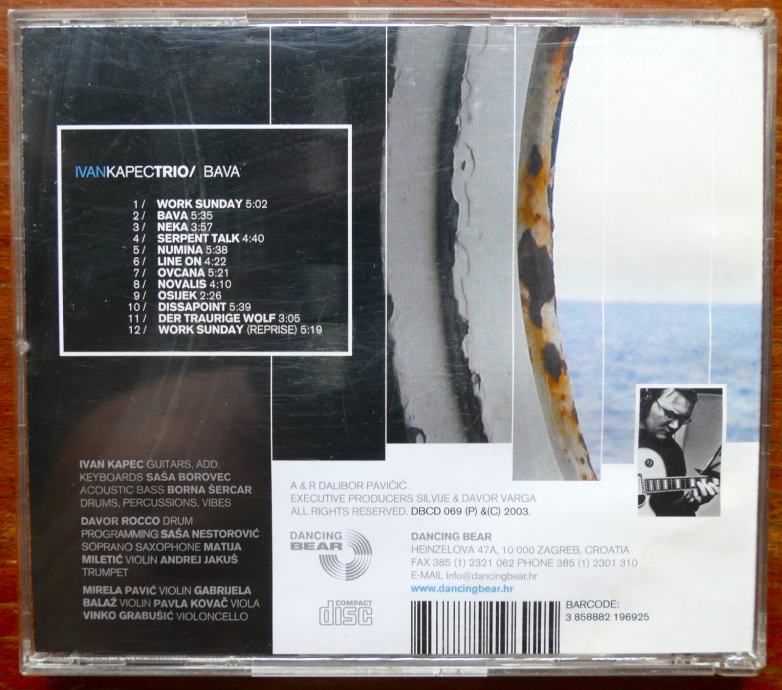 IVANKAPECTRIO/ BAVA
1/ WORK SUNDAY 5:02
2/ BAVA 5:35
3/ NEKA 3:57
4/ SERPENT TALK 4:40
5/ NUMINA 5:38
6/ LINE ON 4:22
7/ OVCANA 5:21
8/ NOVALIS 4:10
9/ OSIJEK 2:26
10/ DISSAPOINT 5:39
11/ DER TRAURIGE WOLF 3:05
12/ WORK SUNDAY (REPRISE) 5:19
IVAN KAPEC GUITARS, ADD.
KEYBOARDS SAŠA BOROVEC
ACOUSTIC BASS BORNA ŠERCAR
DRUMS, PERCUSSIONS, VIBES
DAVOR ROCCO DRUM
PROGRAMMING SAŠA NESTOROVIĆ
SOPRANO SAXOPHONE MATIJA
MILETIĆ VIOLIN ANDREJ JAKUŠ
TRUMPET
MIRELA PAVIĆ VIOLIN GABRIJELA
BALAŽ VIOLIN PAVLA KOVAČ VIOLA
VINKO GRABUŠIĆ VIOLONCELLO
A & R DALIBOR PAVIČIĆ
EXECUTIVE PRODUCERS SILVIJE & DAVOR VARGA
ALL RIGHTS RESERVED. DBCD 069 (P) &(C) 2003.
DANCING
BEAR
DANCING BEAR
HEINZELOVA 47A, 10 000 ZAGREB, CROATIA
FAX 385 (1) 2321 062 PHONE 385 (1) 2301 310
E-MAIL Info@dancingbear.hr
www.dancingbear.hr
COMPACT
disc
BARCODE:
3 858882 196925